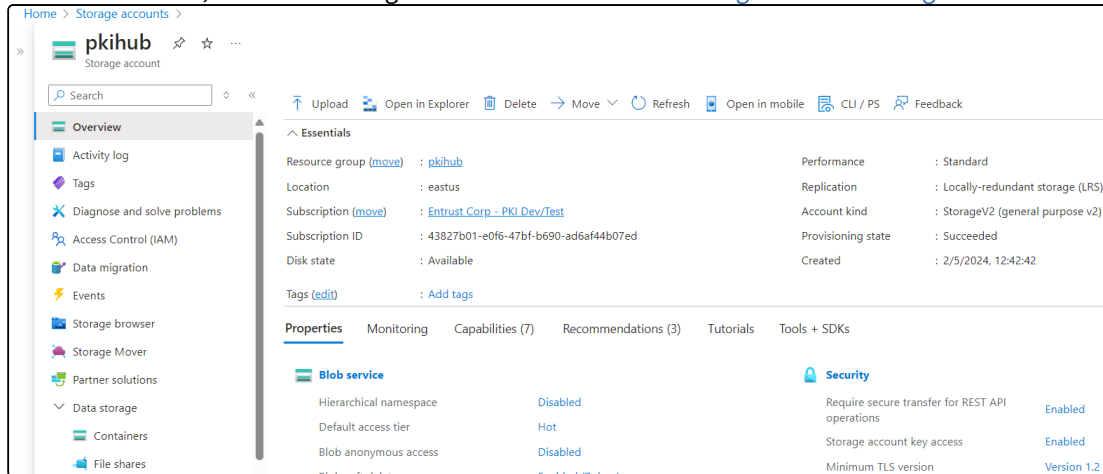 Home > Storage accounts >
pkihub
Storage account
Search
Overview
Activity log
Tags
Diagnose and solve problems
Access Control (IAM)
Data migration
Events
Storage browser
Storage Mover
Partner solutions
Data storage
Containers
File shares
Upload Open in Explorer Delete Move Refresh Open in mobile CLI / PS Feedback
Essentials
Resource group (move) : pkihub
Location : eastus
Subscription (move) : Entrust Corp - PKI Dev/Test
Subscription ID : 43827b01-e0f6-47bf-b690-ad6af44b07ed
Disk state : Available
Tags (edit) : Add tags
Performance : Standard
Replication : Locally-redundant storage (LRS)
Account kind : StorageV2 (general purpose v2)
Provisioning state : Succeeded
Created : 2/5/2024, 12:42:42
Properties Monitoring Capabilities (7) Recommendations (3) Tutorials Tools + SDKs
Blob service
Hierarchical namespace Disabled
Default access tier Hot
Blob anonymous access Disabled
Security
Require secure transfer for REST API
operations Enabled
Storage account key access Enabled
Minimum TLS version Version 1.2